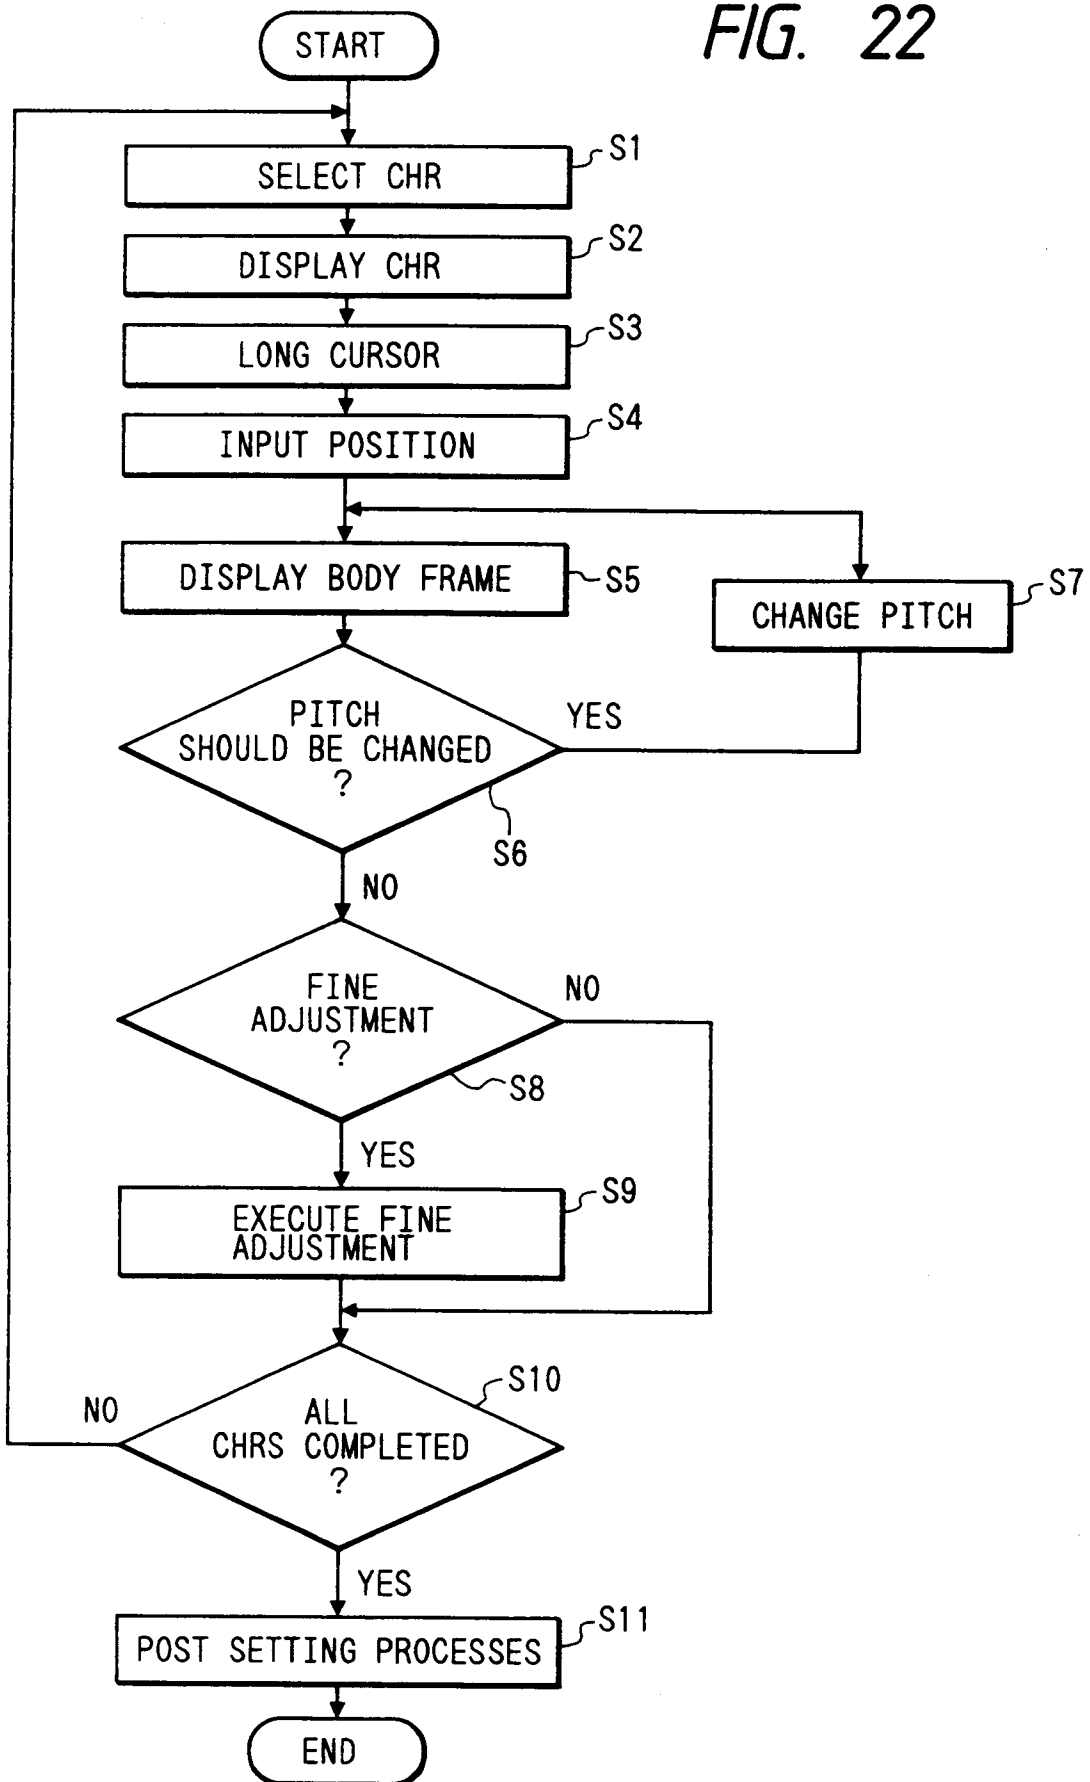 FIG. 22
START
S1
SELECT CHR
S2
DISPLAY CHR
S3
LONG CURSOR
S4
INPUT POSITION
DISPLAY BODY FRAME
S5
S7
CHANGE PITCH
PITCH
SHOULD BE CHANGED
?
YES
S6
NO
FINE
ADJUSTMENT
?
NO
S8
YES
S9
EXECUTE FINE
ADJUSTMENT
S10
NO
ALL
CHRS COMPLETED
?
YES
S11
POST SETTING PROCESSES
END